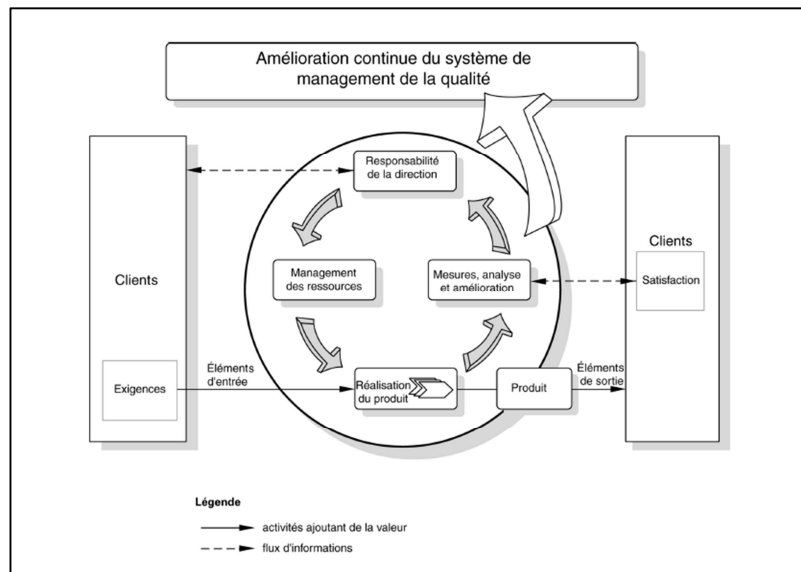 Amélioration continue du système de
management de la qualité
Responsabilité
de la direction
Clients
Management
des ressources
Mesures, analyse
et amélioration
Clients
Satisfaction
Éléments
d'entrée
Exigences
Réalisation
du produit
Produit
Éléments
de sortie
Légende
activités ajoutant de la valeur
flux d'informations